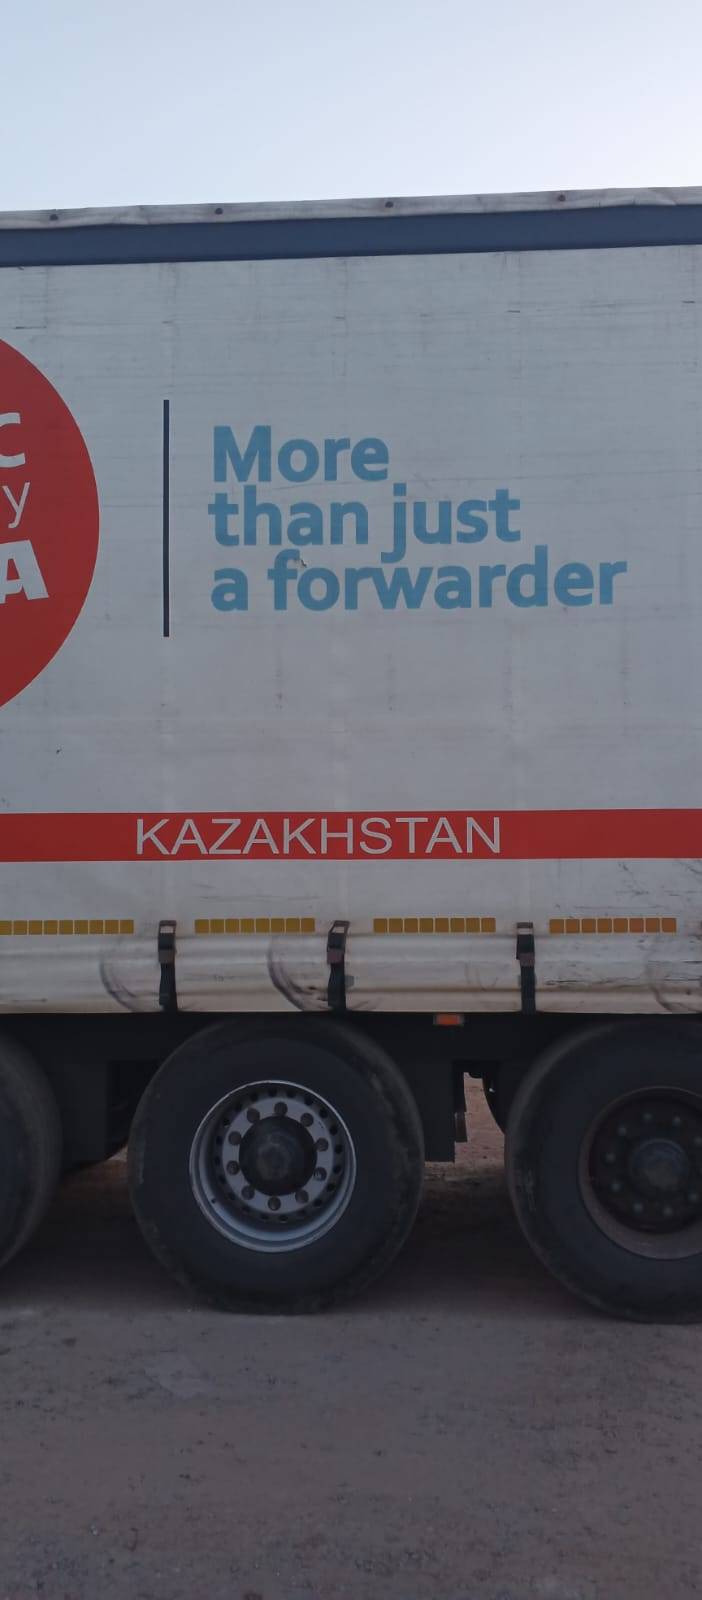 More
than just
a forwarder
KAZAKHSTAN